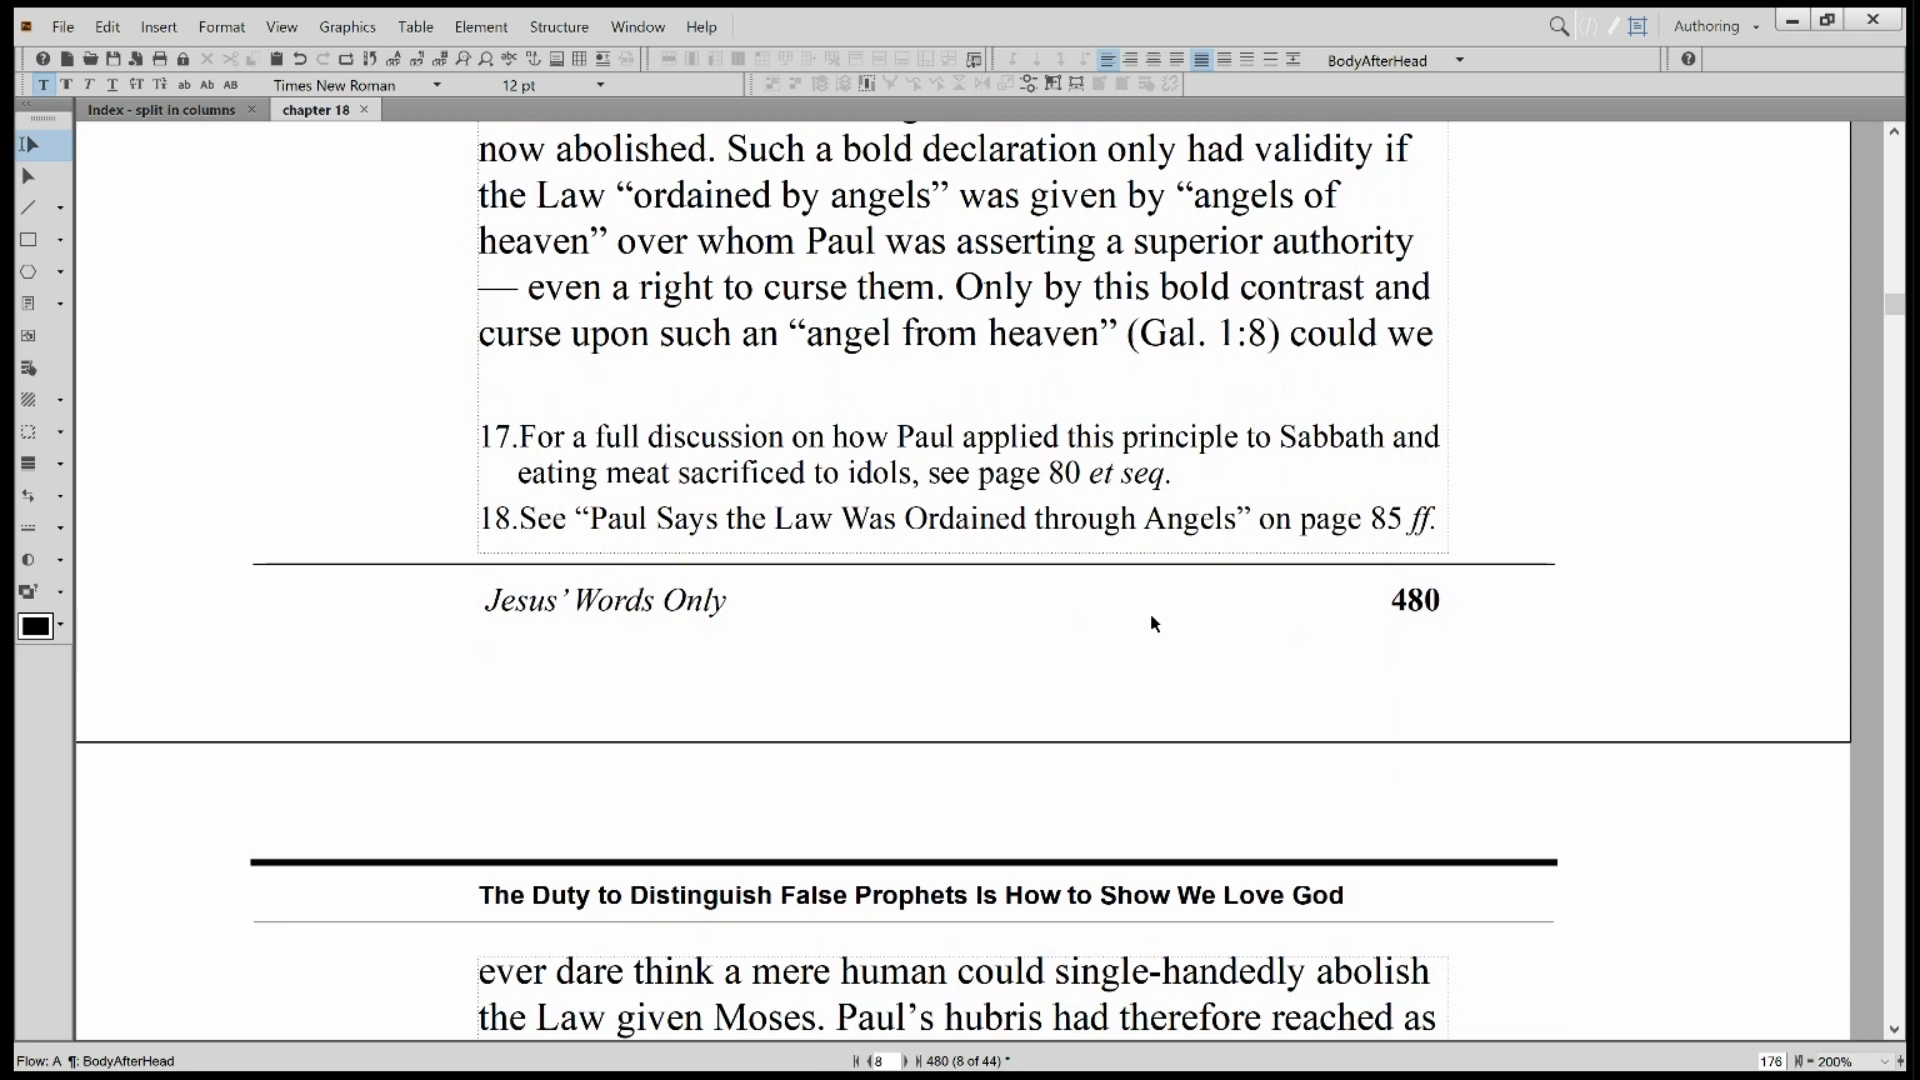 File Edit Insert Format View Graphics Table Element Structure Window Help
Authoring
BodyAfterHead
Times New Roman 12 pt
Index - split in columns chapter 18
now abolished. Such a bold declaration only had validity if
the Law “ordained by angels” was given by “angels of
heaven” over whom Paul was asserting a superior authority
— even a right to curse them. Only by this bold contrast and
curse upon such an “angel from heaven” (Gal. 1:8) could we
17.For a full discussion on how Paul applied this principle to Sabbath and
eating meat sacrificed to idols, see page 80 et seq.
18.See “Paul Says the Law Was Ordained through Angels” on page 85 ff.
Jesus’ Words Only 480
The Duty to Distinguish False Prophets Is How to Show We Love God
ever dare think a mere human could single-handedly abolish
the Law given Moses. Paul’s hubris had therefore reached as
Flow: A ¶: BodyAfterHead 8 480 (8 of 44) * 176 = 200%